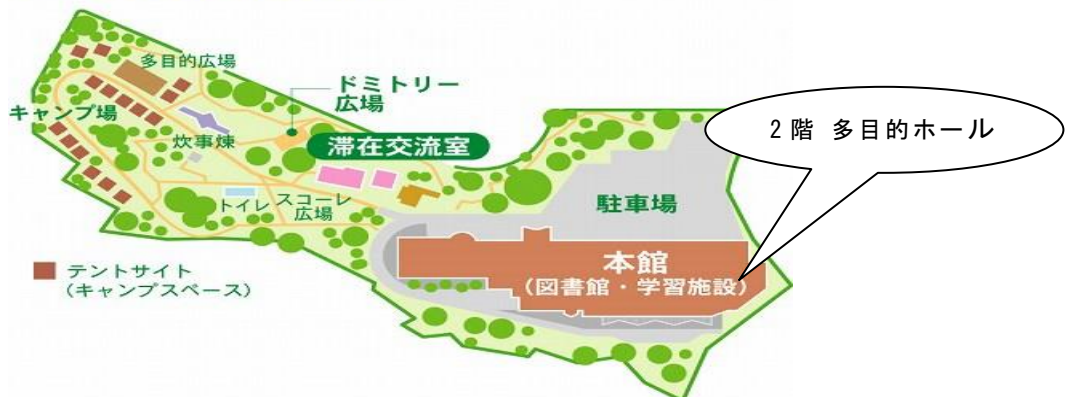 多目的広場
ドミトリー
広場
キャンプ場
炊事煉
滞在交流室
トイレ
スコーレ
広場
駐車場
2階 多目的ホール
本館
(図書館・学習施設)
テントサイト
(キャンプスペース)